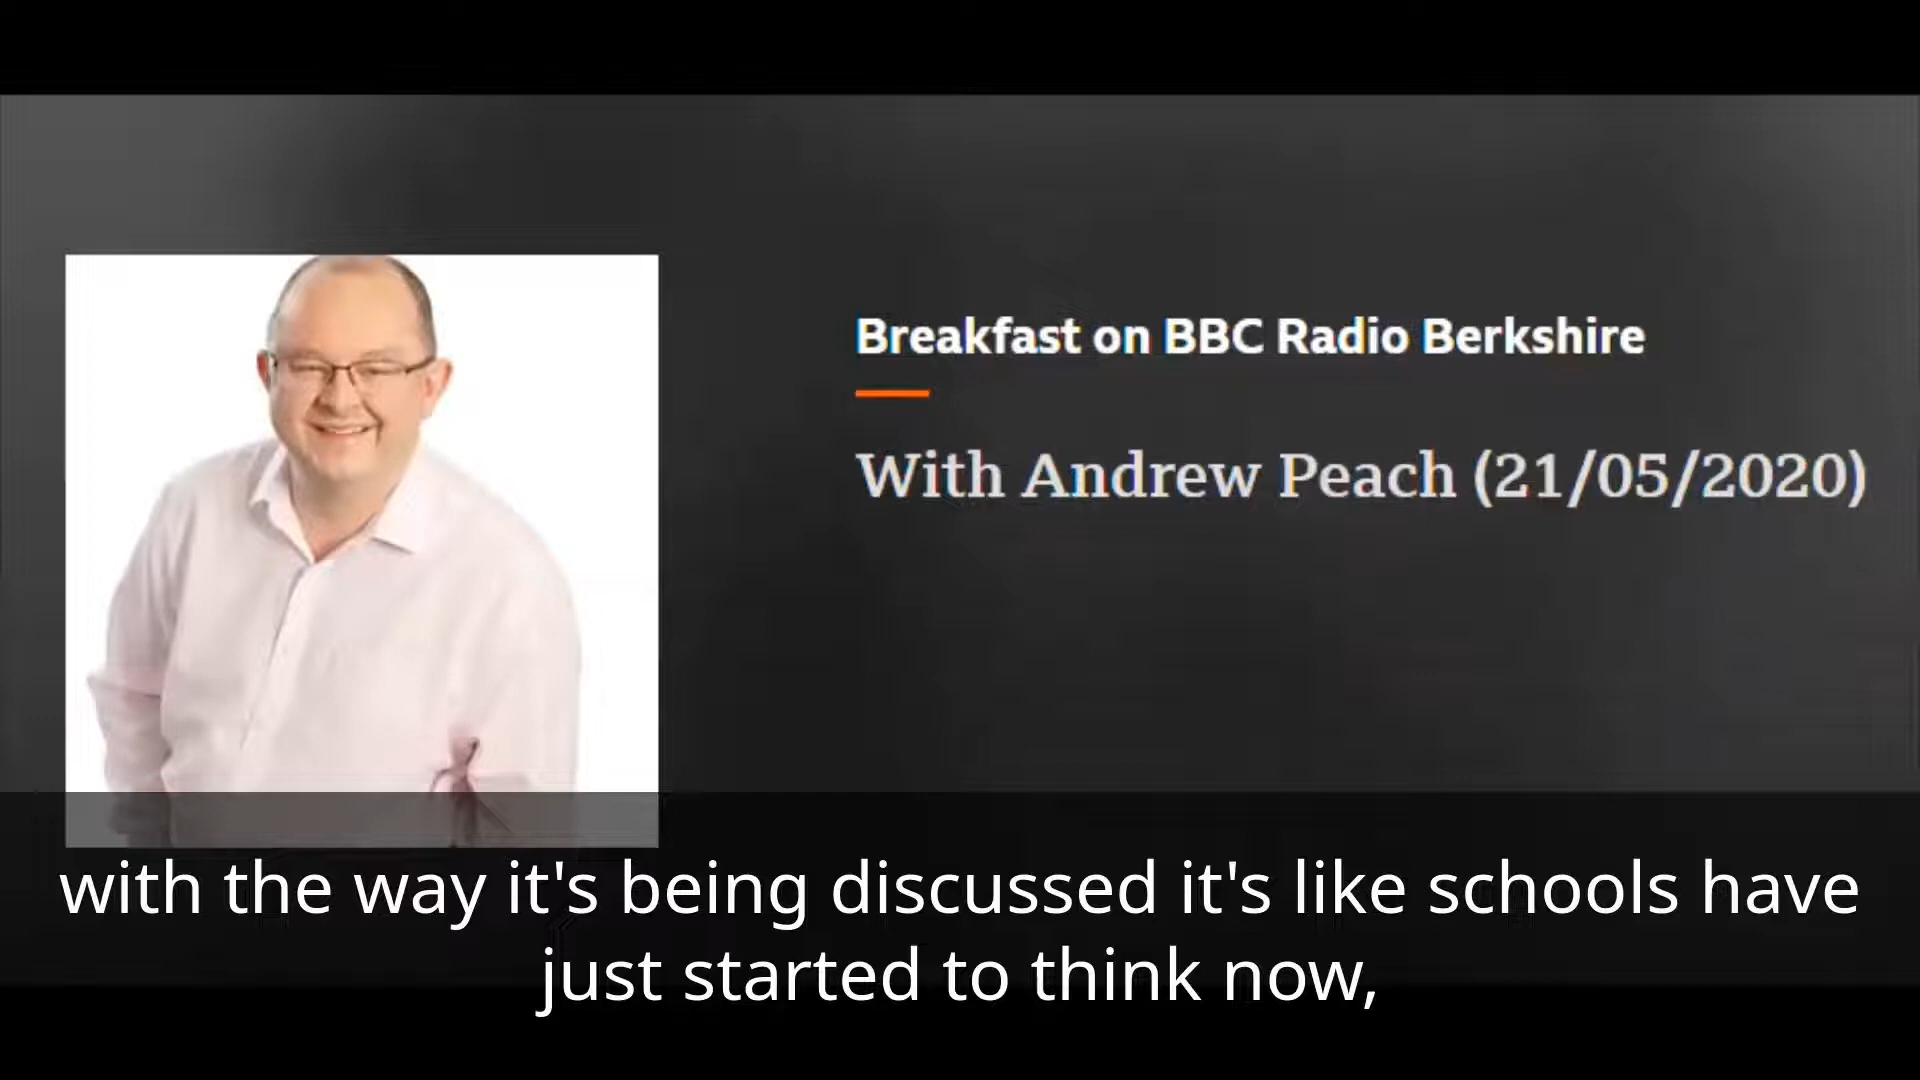 Breakfast on BBC Radio Berkshire
With Andrew Peach (21/05/2020)
with the way it's being discussed it's like schools have
just started to think now,